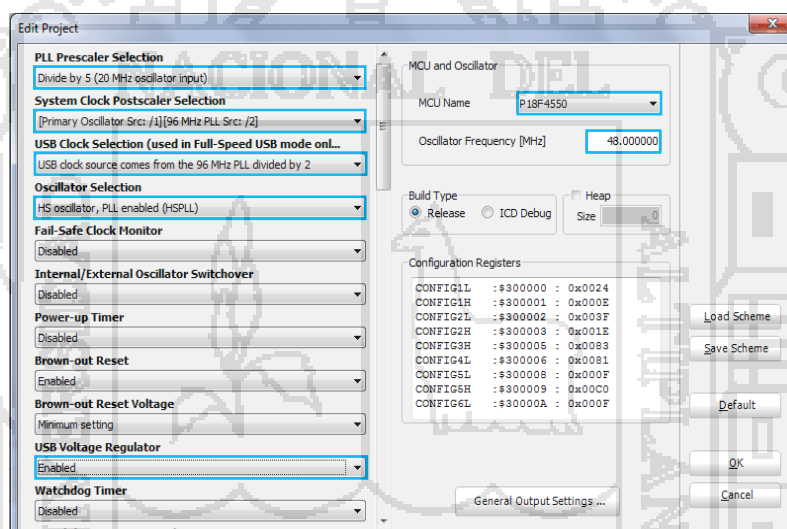 Edit Project
NACIONAL DEL
PLL Prescaler Selection
Divide by 5 (20 MHz oscillator input)
System Clock Postscaler Selection
[Primary Oscillator Src: /1][96 MHz PLL Src: /2]
USB Clock Selection (used in Full-Speed USB mode onl...
USB clock source comes from the 96 MHz PLL divided by 2
Oscillator Selection
HS oscillator, PLL enabled (HSPLL)
Fail-Safe Clock Monitor
Disabled
Internal/External Oscillator Switchover
Disabled
Power-up Timer
Disabled
Brown-out Reset
Enabled
Brown-out Reset Voltage
Minimum setting
USB Voltage Regulator
Enabled
Watchdog Timer
Disabled
MCU and Oscillator
MCU Name P18F4550
Oscillator Frequency [MHz] 48.000000
Build Type
Release ICD Debug
Heap
Size 0
Configuration Registers
CONFIG1L :$300000 : 0x0024
CONFIG1H :$300001 : 0x000E
CONFIG2L :$300002 : 0x003F
CONFIG2H :$300003 : 0x001E
CONFIG3H :$300005 : 0x0083
CONFIG4L :$300006 : 0x0081
CONFIG5L :$300008 : 0x000F
CONFIG5H :$300009 : 0x00C0
CONFIG6L :$30000A : 0x000F
General Output Settings ...
Load Scheme
Save Scheme
Default
OK
Cancel